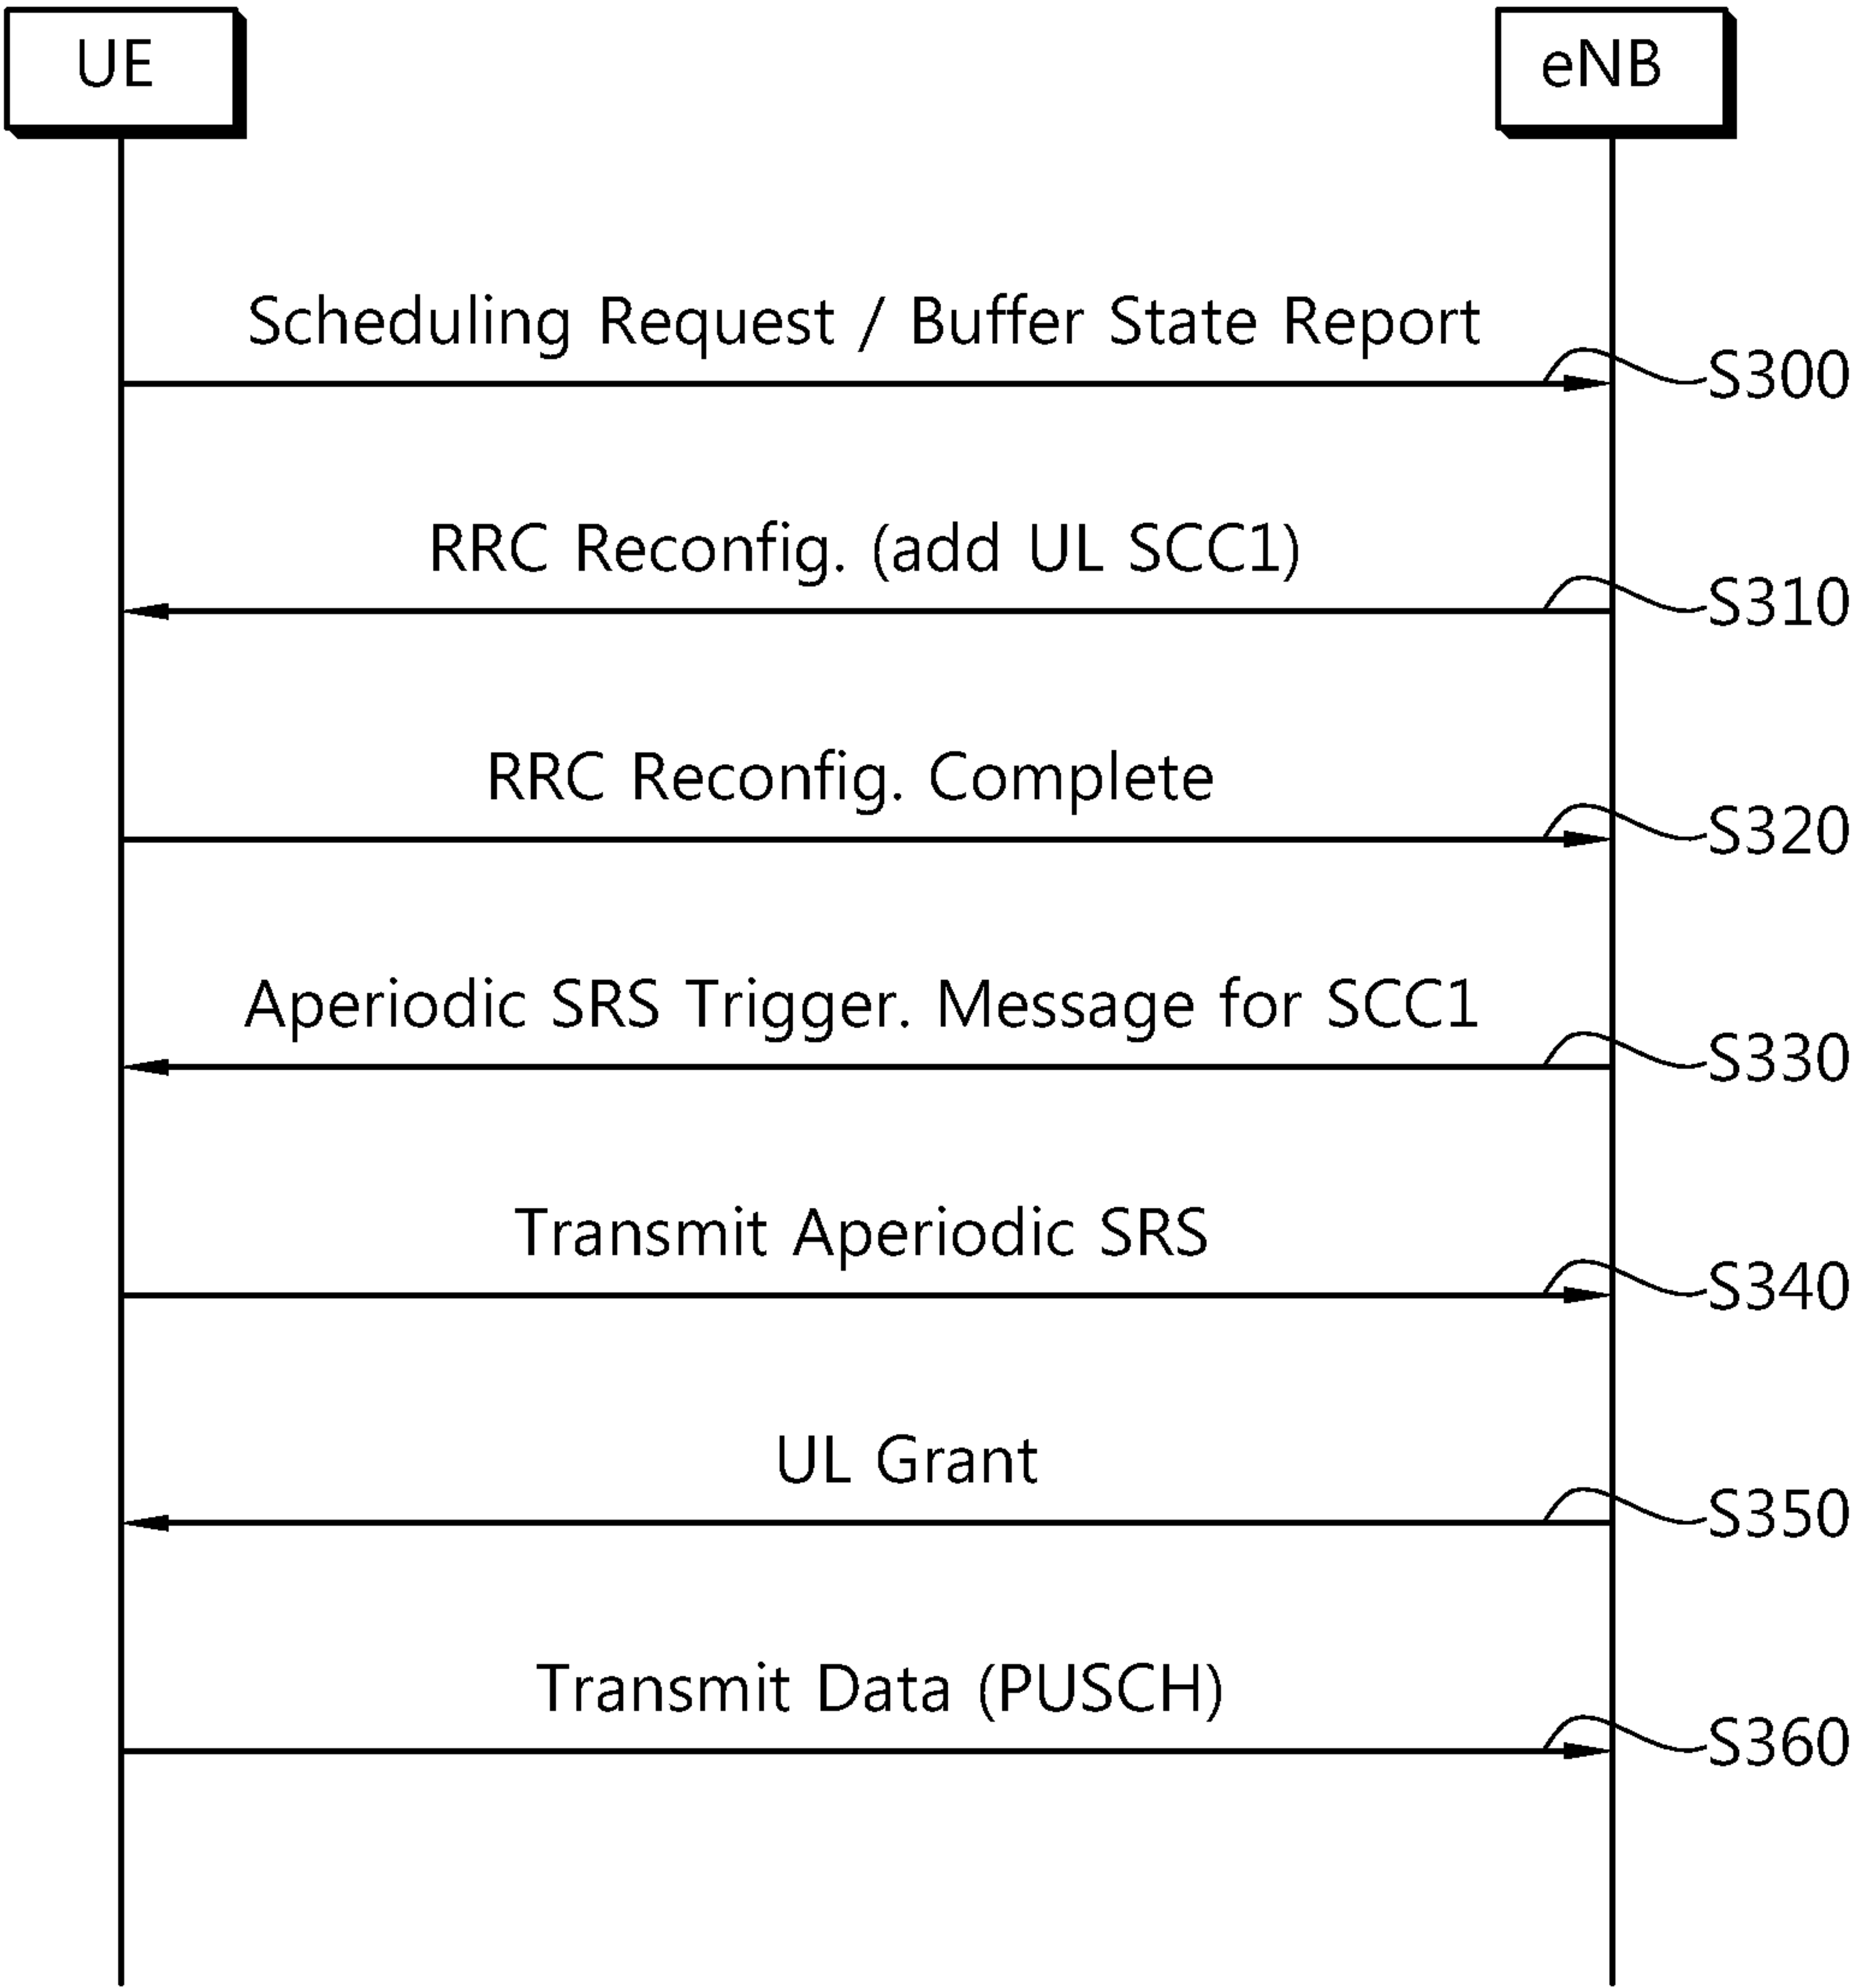 UE
eNB
Scheduling Request / Buffer State Report
S300
RRC Reconfig. (add UL SCC1)
S310
RRC Reconfig. Complete
S320
Aperiodic SRS Trigger. Message for SCC1
S330
Transmit Aperiodic SRS
S340
UL Grant
S350
Transmit Data (PUSCH)
S360